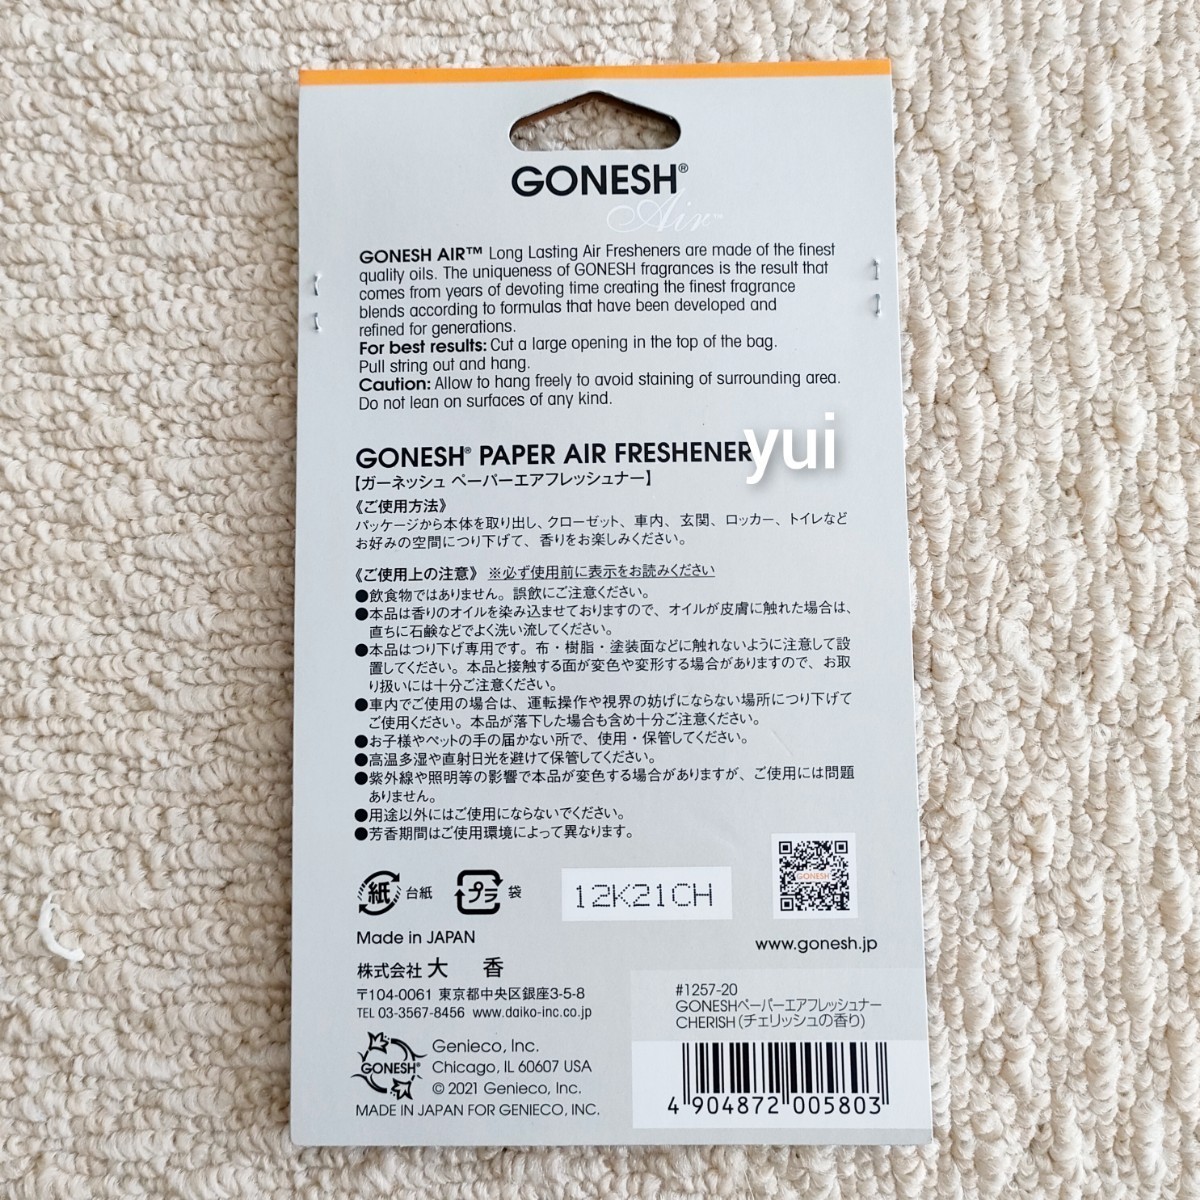 GONESH®
Air™
GONESH AIR™ Long Lasting Air Fresheners are made of the finest
quality oils. The uniqueness of GONESH fragrances is the result that
comes from years of devoting time creating the finest fragrance
blends according to formulas that have been developed and
refined for generations.
For best results: Cut a large opening in the top of the bag.
Pull string out and hang.
Caution: Allow to hang freely to avoid staining of surrounding area.
Do not lean on surfaces of any kind.
GONESH® PAPER AIR FRESHENER
yui
【ガーネッシュ ペーパーエアフレッシュナー】
《ご使用方法》
パッケージから本体を取り出し、クローゼット、車内、玄関、ロッカー、トイレなど
お好みの空間につり下げて、香りをお楽しみください。
《ご使用上の注意》 ※必ず使用前に表示をお読みください
●飲食物ではありません。誤飲にご注意ください。
●本品は香りのオイルを染み込ませておりますので、オイルが皮膚に触れた場合は、
直ちに石鹸などでよく洗い流してください。
●本品はつり下げ専用です。布・樹脂・塗装面などに触れないように注意して設
置してください。本品と接触する面が変色や変形する場合がありますので、お取
り扱いには十分ご注意ください。
●車内でご使用の場合は、運転操作や視界の妨げにならない場所につり下げて
ご使用ください。本品が落下した場合も含め十分ご注意ください。
●お子様やペットの手の届かない所で、使用・保管してください。
●高温多湿や直射日光を避けて保管してください。
●紫外線や照明等の影響で本品が変色する場合がありますが、ご使用には問題
ありません。
●用途以外にはご使用にならないでください。
●芳香期間はご使用環境によって異なります。
紙 台紙 プラ 袋
12K21CH
GONESH
Made in JAPAN
www.gonesh.jp
株式会社 大 香
〒104-0061 東京都中央区銀座3-5-8
TEL 03-3567-8456 www.daiko-inc.co.jp
#1257-20
GONESHペーパーエアフレッシュナー
CHERISH(チェリッシュの香り)
GONESH®
Genieco, Inc.
Chicago, IL 60607 USA
© 2021 Genieco, Inc.
MADE IN JAPAN FOR GENIECO, INC.
4 904872 005803